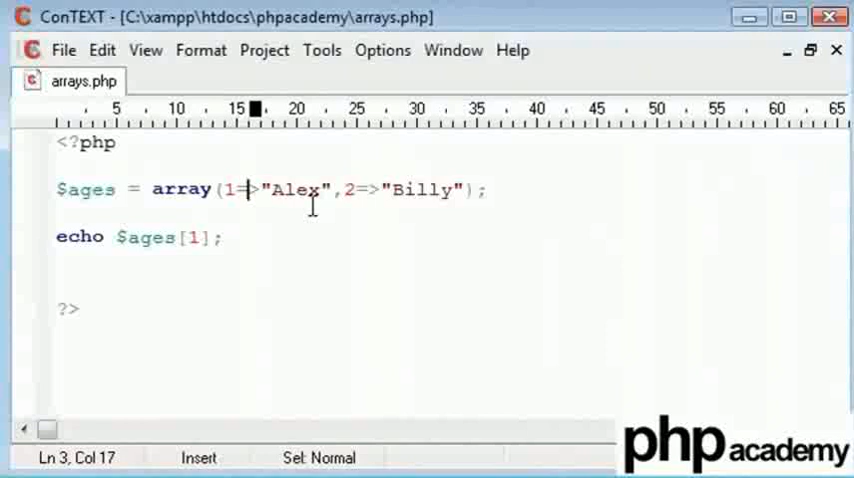 ConTEXT - [C:\xampp\htdocs\phpacademy\arrays.php]
File Edit View Format Project Tools Options Window Help
arrays.php
5 10 15 20 25 30 35 40 45 50 55 60 65
<?php
$ages = array(1=>"Alex",2=>"Billy");
echo $ages[1];
?>
Ln 3, Col 17 Insert Sel: Normal
php academy